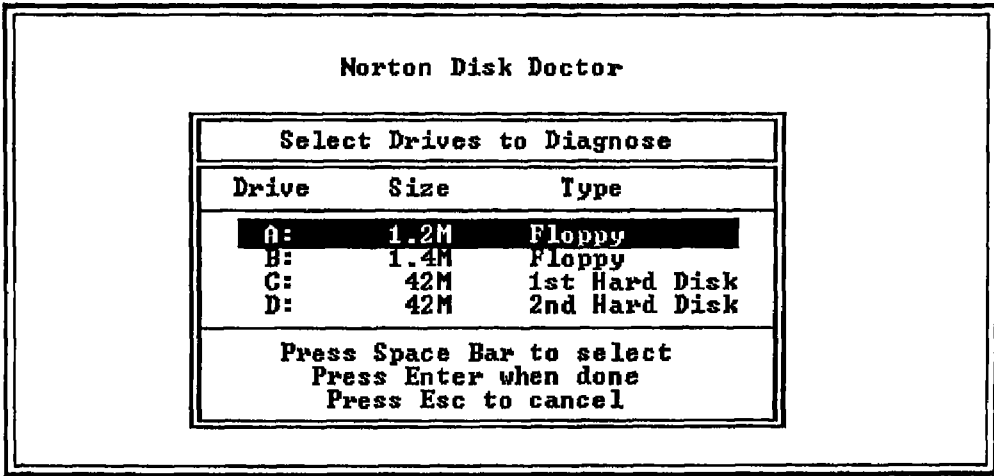 Norton Disk Doctor
Select Drives to Diagnose
Drive Size Type
A: 1.2M Floppy
B: 1.4M Floppy
C: 42M 1st Hard Disk
D: 42M 2nd Hard Disk
Press Space Bar to select
Press Enter when done
Press Esc to cancel